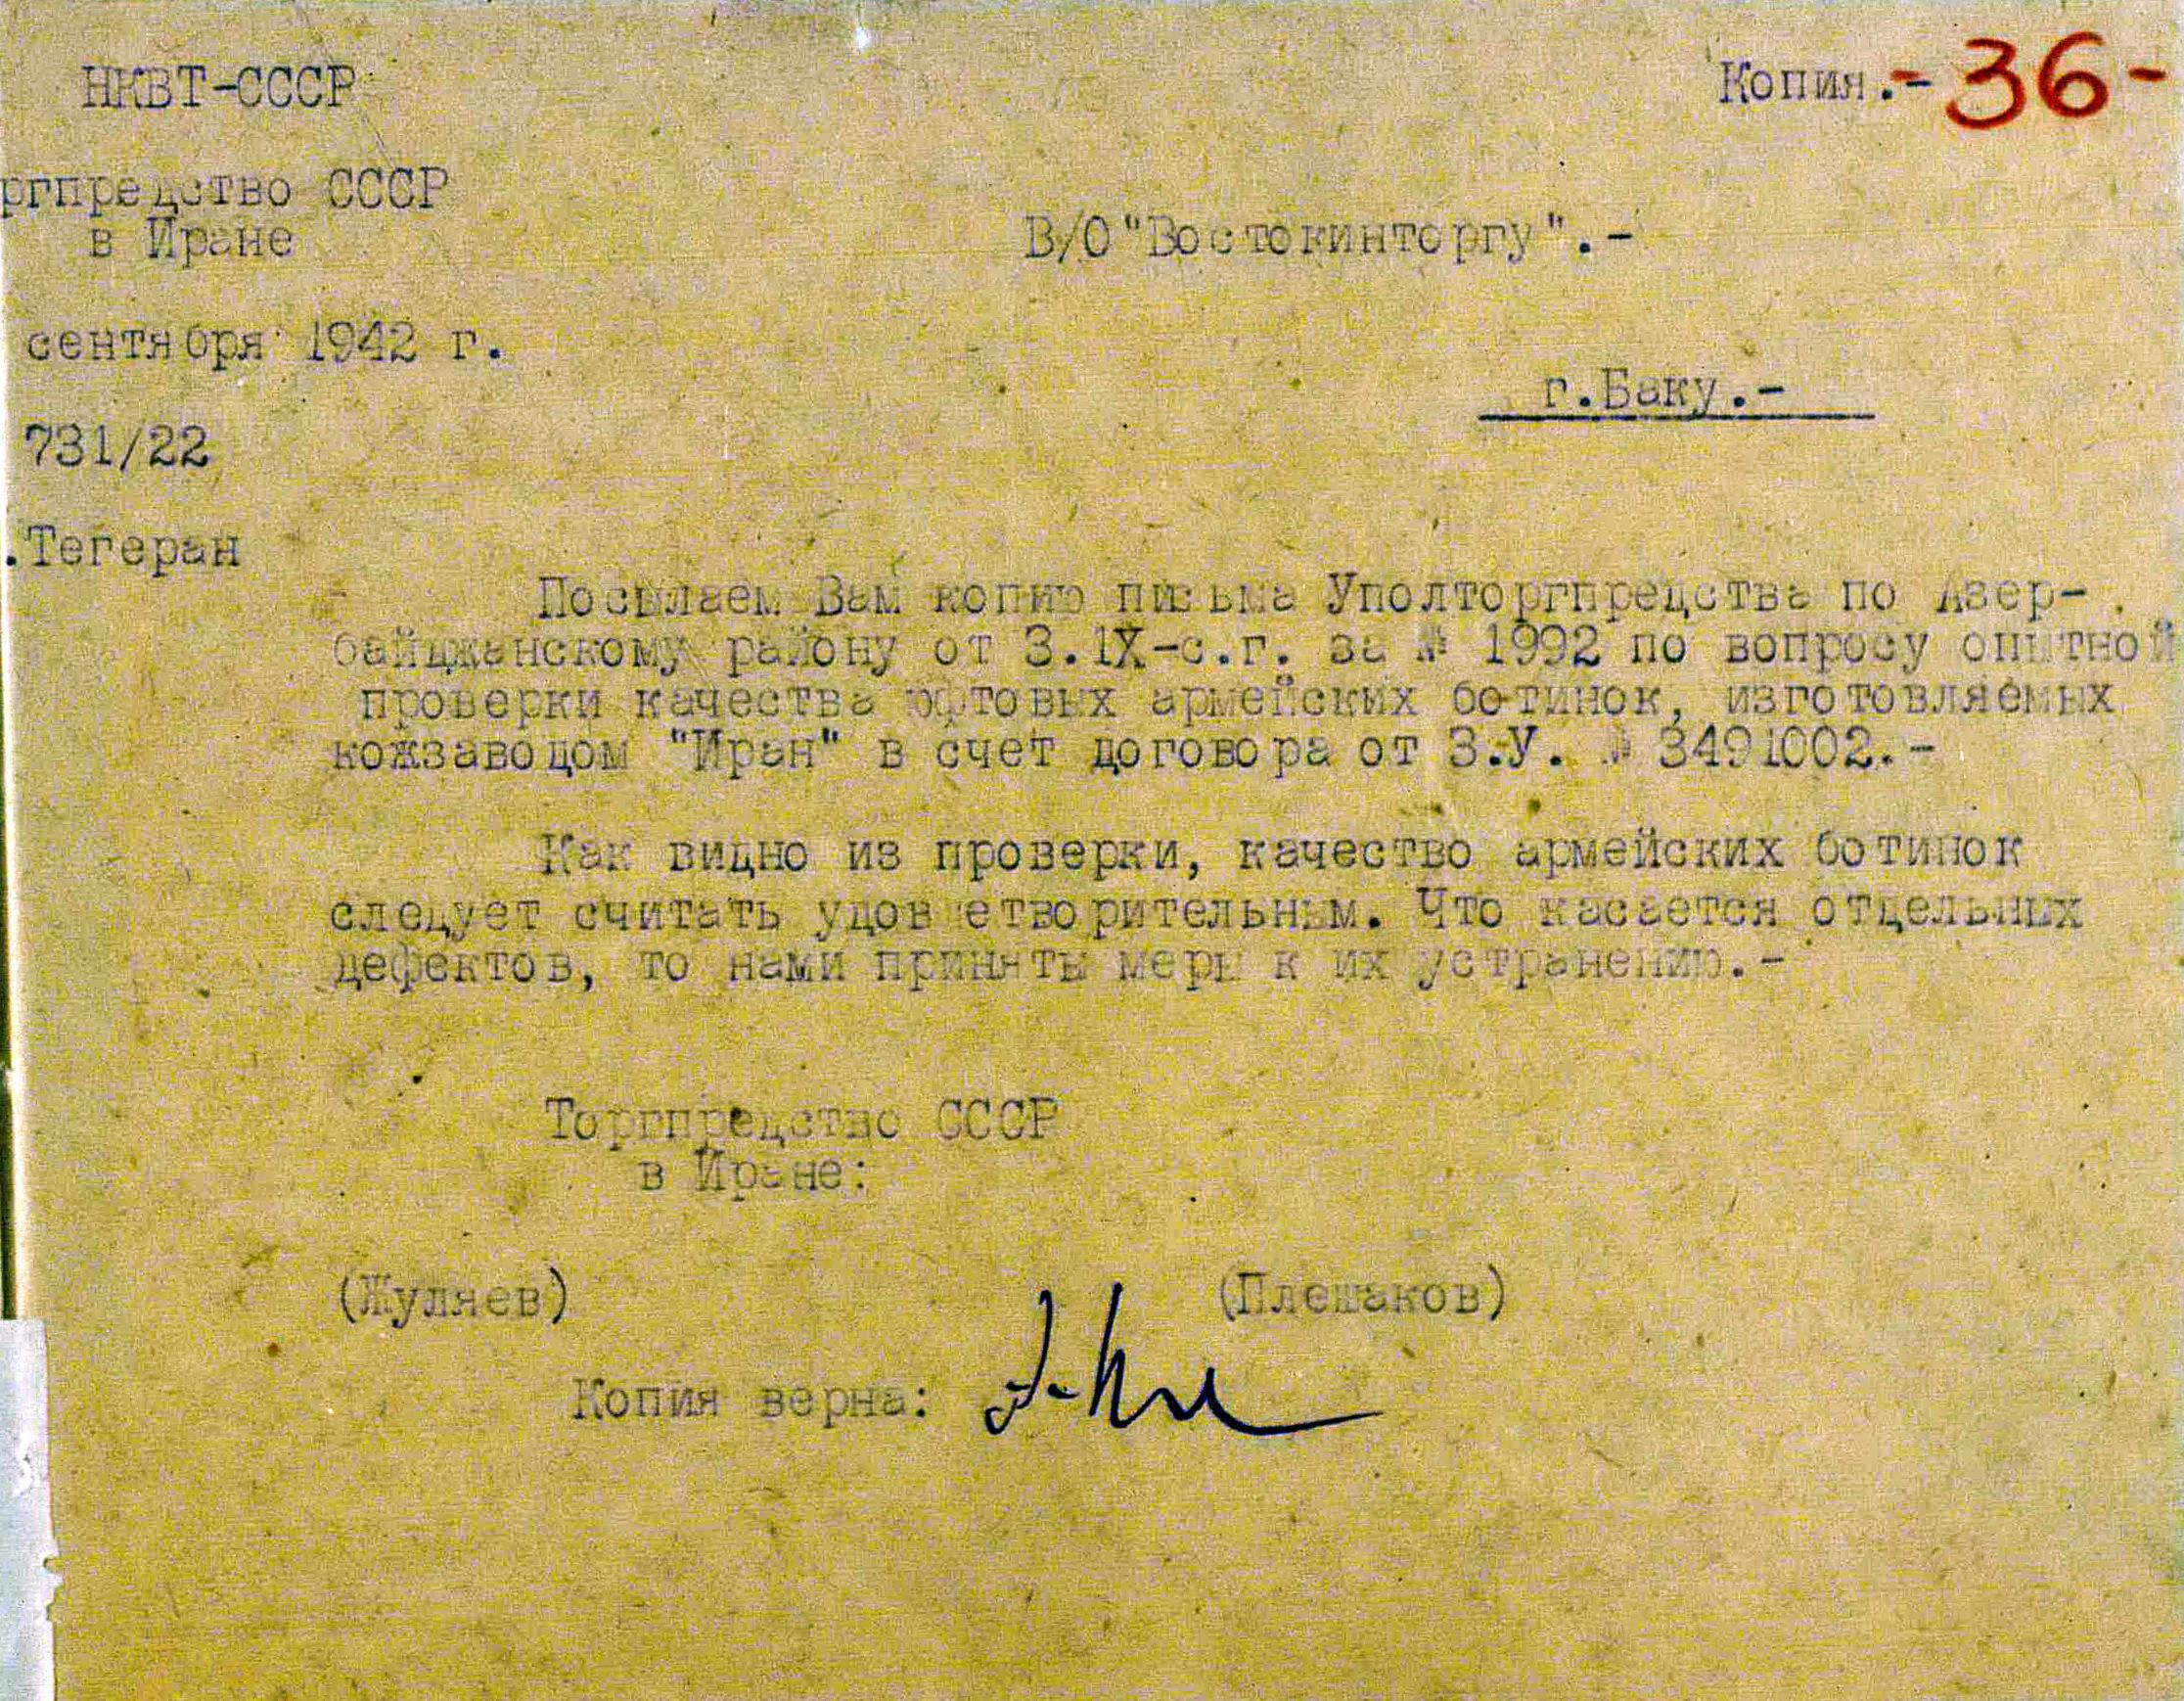 НКВТ-СССР
Копия.- -36-
ргпредство СССР
в Иране
В/О "Востокинторгу".-
сентября 1942 г.
г.Баку.-
731/22
.Тегеран
Посылаем Вам копию письма Уполторгпредства по Азер-
байджанскому району от 3.IX-с.г. за № 1992 по вопросу опытной
проверки качества юфтовых армейских ботинок, изготовляемых
кожзаводом "Иран" в счет договора от 3.У. № 3491002.-
Как видно из проверки, качество армейских ботинок
следует считать удовлетворительным. Что касается отдельных
дефектов, то нами приняты меры к их устранению.-
Торгпредство СССР
в Иране:
(Жуляев) (Плешаков)
Копия верна: